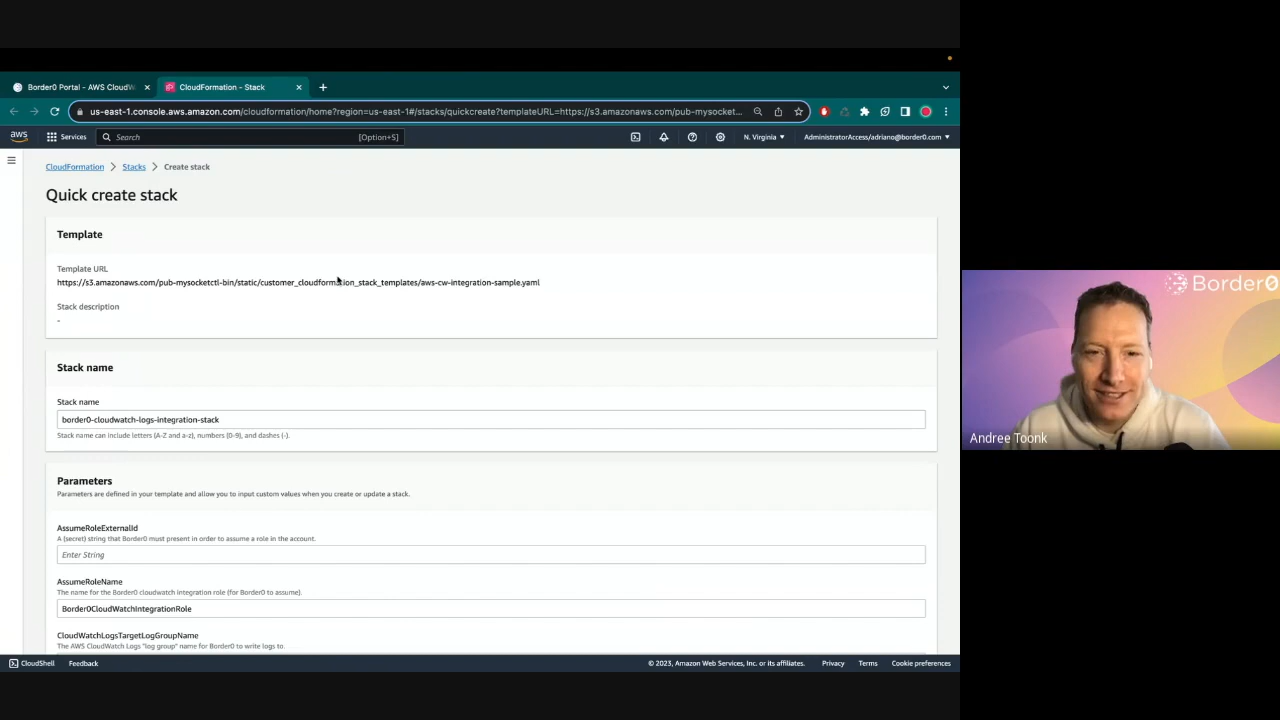 Border0 Portal - AWS CloudW
CloudFormation - Stack
us-east-1.console.aws.amazon.com/cloudformation/home?region=us-east-1#/stacks/quickcreate?templateURL=https://s3.amazonaws.com/pub-mysocket...
aws
Services
Search
[Option+S]
N. Virginia
AdministratorAccess/adriano@border0.com
CloudFormation
Stacks
Create stack
Quick create stack
Template
Template URL
https://s3.amazonaws.com/pub-mysocketctl-bin/static/customer_cloudformation_stack_templates/aws-cw-integration-sample.yaml
Stack description
-
Stack name
Stack name
border0-cloudwatch-logs-integration-stack
Stack name can include letters (A-Z and a-z), numbers (0-9), and dashes (-).
Parameters
Parameters are defined in your template and allow you to input custom values when you create or update a stack.
AssumeRoleExternalId
A (secret) string that Border0 must present in order to assume a role in the account.
Enter String
AssumeRoleName
The name for the Border0 cloudwatch integration role (for Border0 to assume).
Border0CloudWatchIntegrationRole
CloudWatchLogsTargetLogGroupName
The AWS CloudWatch Logs "log group" name for Border0 to write logs to.
CloudShell
Feedback
© 2023, Amazon Web Services, Inc. or its affiliates.
Privacy
Terms
Cookie preferences
Border0
Andree Toonk